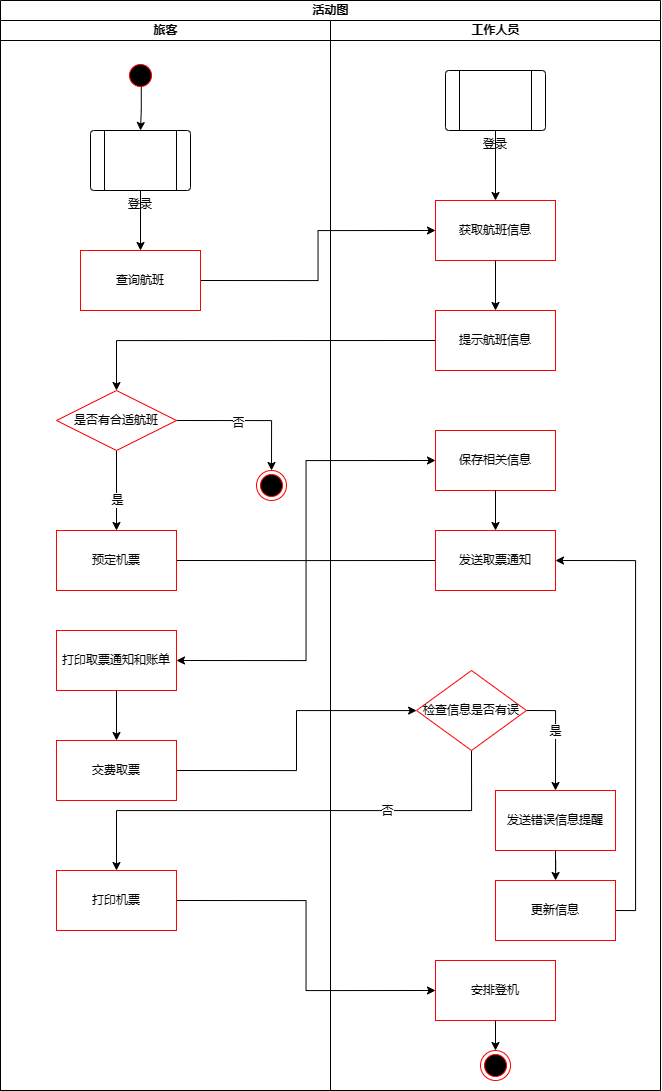 活动图
旅客
工作人员
登录
登录
获取航班信息
查询航班
提示航班信息
是否有合适航班
否
保存相关信息
是
预定机票
发送取票通知
打印取票通知和账单
检查信息是否有误
是
交费取票
否
发送错误信息提醒
打印机票
更新信息
安排登机